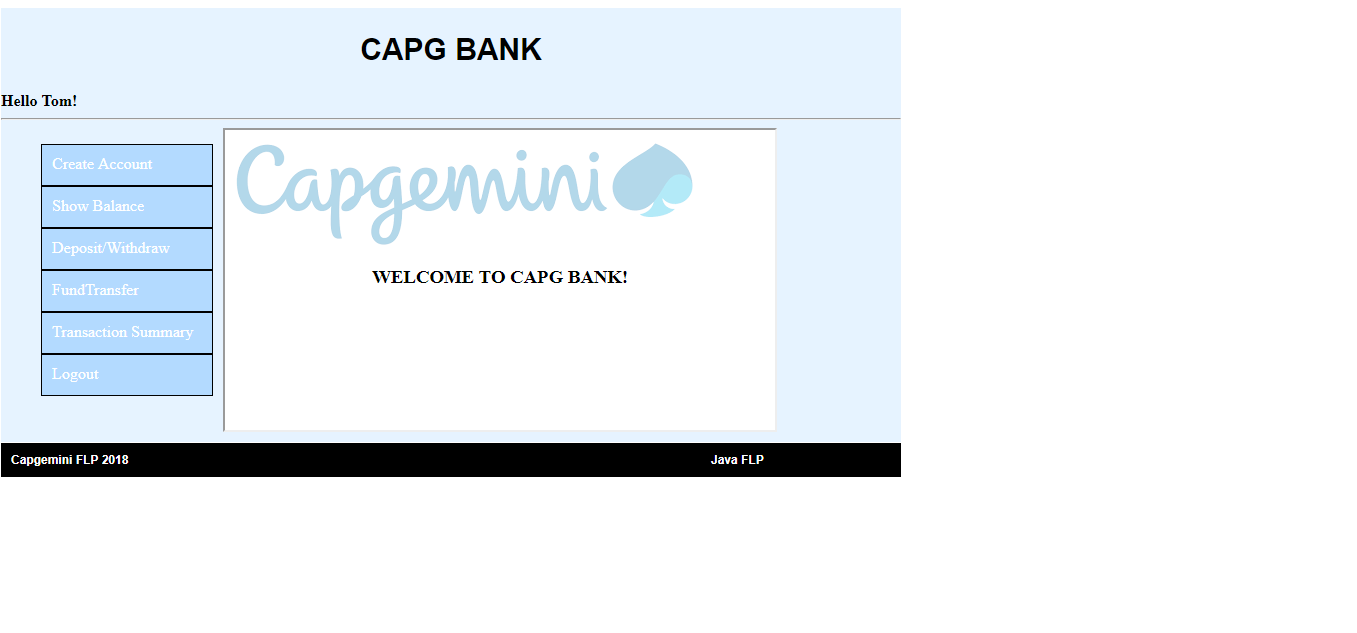 CAPG BANK
Hello Tom!
Create Account
Show Balance
Deposit/Withdraw
FundTransfer
Transaction Summary
Logout
Capgemini
WELCOME TO CAPG BANK!
Capgemini FLP 2018
Java FLP